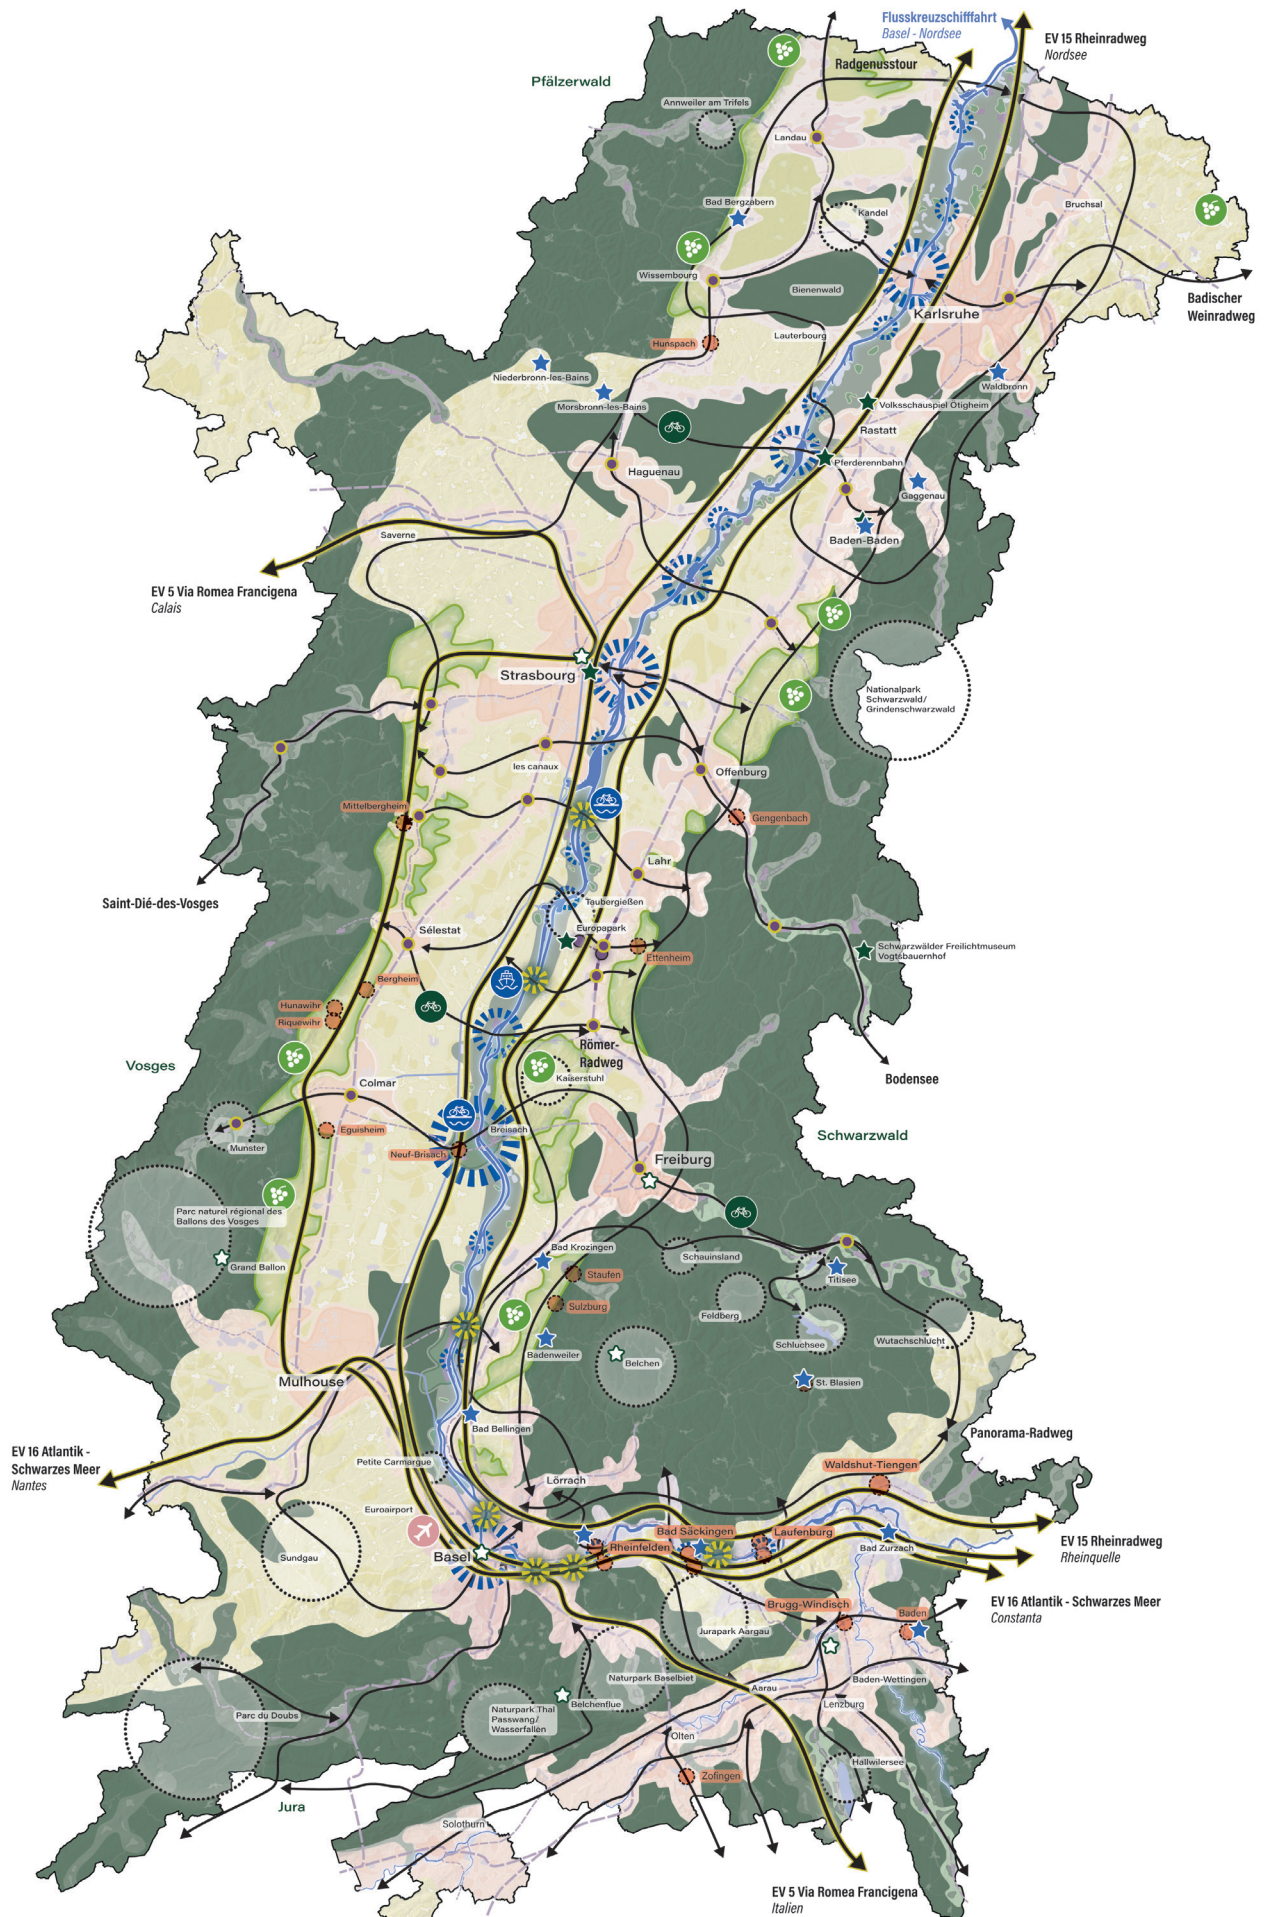 Flusskreuzschifffahrt
Basel - Nordsee
EV 15 Rheinradweg
Nordsee
Radgenusstour
Pfälzerwald
Annweiler am Trifels
Landau
Bad Bergzabern
Kandel
Bruchsal
Wissembourg
Bienenwald
Karlsruhe
Badischer
Weinradweg
Lauterbourg
Hunspach
Niederbronn-les-Bains
Morsbronn-les-Bains
Waldbronn
Volksschauspiel Ötigheim
Rastatt
Pferderennbahn
Haguenau
Gaggenau
Baden-Baden
Saverne
EV 5 Via Romea Francigena
Calais
Strasbourg
Nationalpark
Schwarzwald/
Grindenschwarzwald
les canaux
Offenburg
Mittelbergheim
Gengenbach
Lahr
Saint-Dié-des-Vosges
Taubergießen
Sélestat
Europapark
Ettenheim
Schwarzwälder Freilichtmuseum
Vogtsbauernhof
Bergheim
Hunawihr
Riquewihr
Römer-
Radweg
Vosges
Kaiserstuhl
Bodensee
Colmar
Munster
Eguisheim
Breisach
Neuf-Brisach
Schwarzwald
Freiburg
Parc naturel régional des
Ballons des Vosges
Grand Ballon
Bad Krozingen
Schauinsland
Staufen
Titisee
Sulzburg
Feldberg
Schluchsee
Wutachschlucht
Badenweiler
Belchen
St. Blasien
Mulhouse
Bad Bellingen
Panorama-Radweg
EV 16 Atlantik -
Schwarzes Meer
Nantes
Petite Carmargue
Waldshut-Tiengen
Lörrach
Euroairport
Bad Säckingen
Laufenburg
Rheinfelden
Bad Zurzach
EV 15 Rheinradweg
Rheinquelle
Basel
Sundgau
EV 16 Atlantik - Schwarzes Meer
Constanta
Brugg-Windisch
Baden
Jurapark Aargau
Naturpark Baselbiet
Baden-Wettingen
Aarau
Belchenflue
Lenzburg
Naturpark Thal
Passwang/
Wasserfallen
Parc du Doubs
Olten
Hallwilersee
Zofingen
Jura
Solothurn
EV 5 Via Romea Francigena
Italien